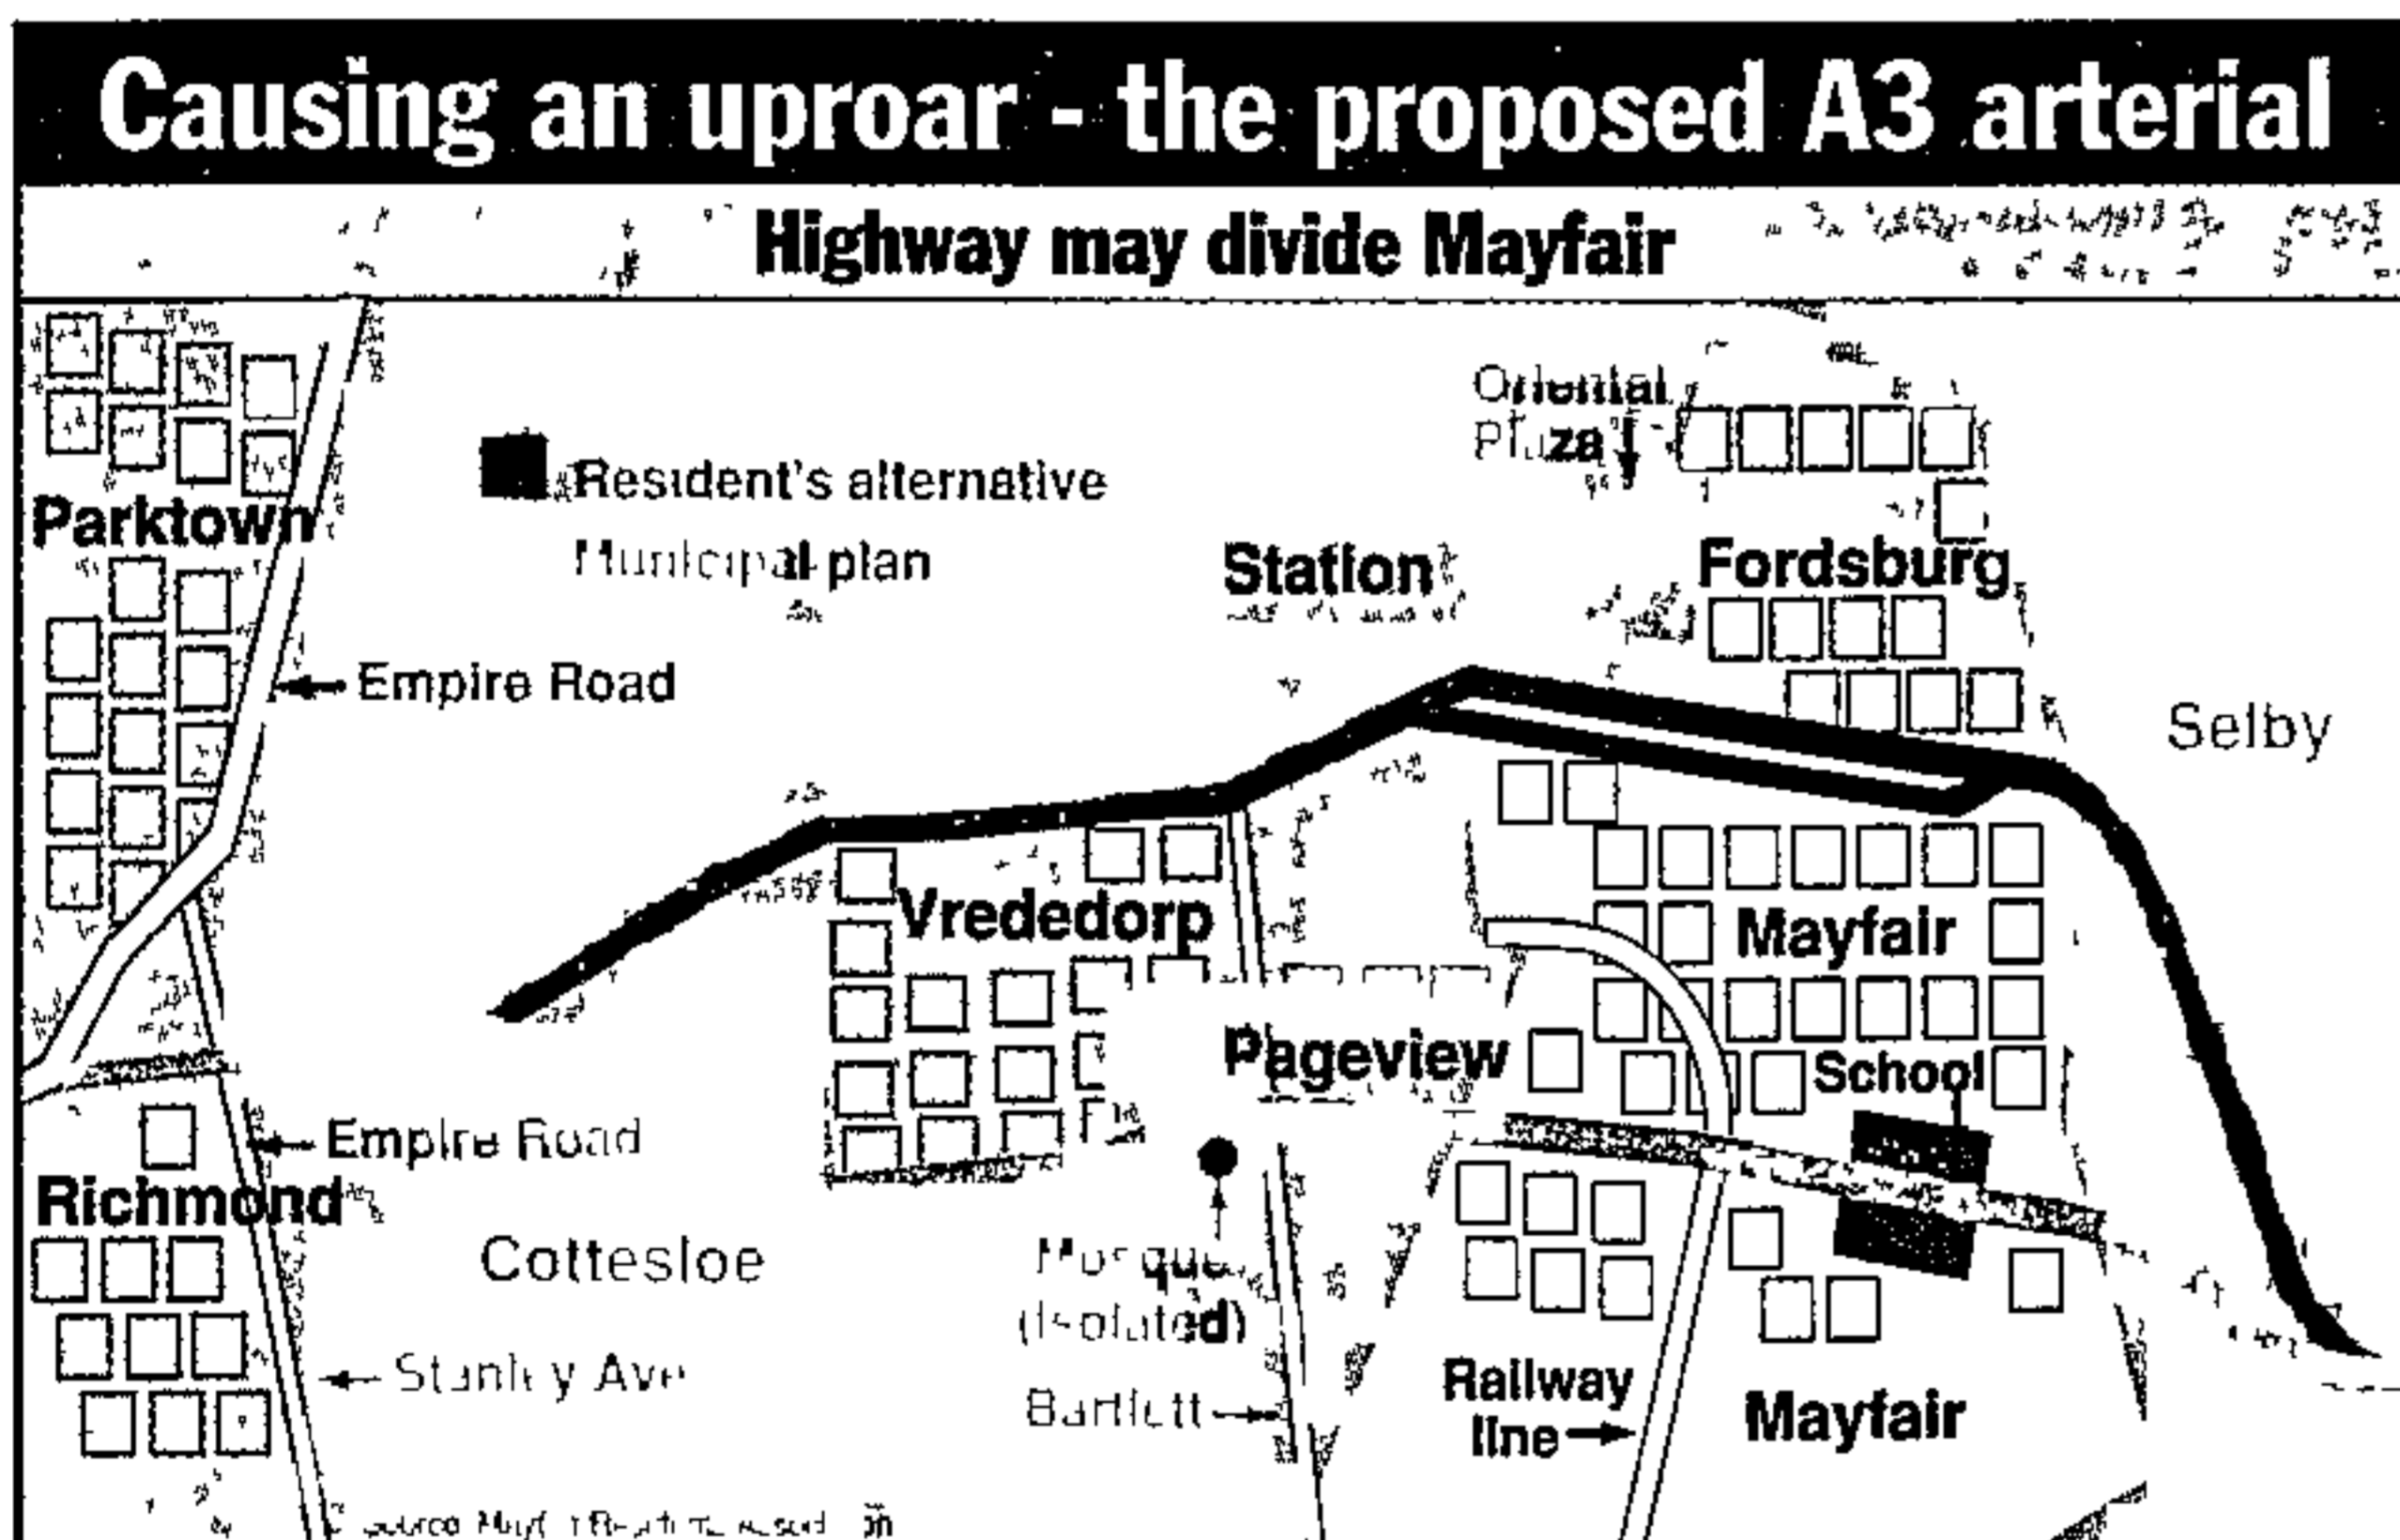 Causing an uproar - the proposed A3 arterial
Highway may divide Mayfair
Oriental
Plaza
Resident's alternative
Municipal plan
Parktown
Station
Fordsburg
Empire Road
Selby
Vrededorp
Mayfair
Pageview
School
Empire Road
Richmond
Cottesloe
Mosque
(Isolated)
Stanley Ave
Bartlett
Railway
line
Mayfair